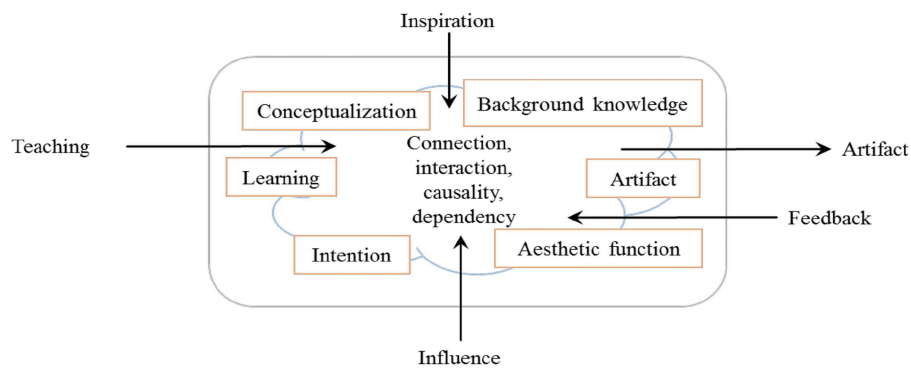 Inspiration
Conceptualization
Background knowledge
Teaching
Connection,
interaction,
causality,
dependency
Artifact
Learning
Artifact
Feedback
Intention
Aesthetic function
Influence